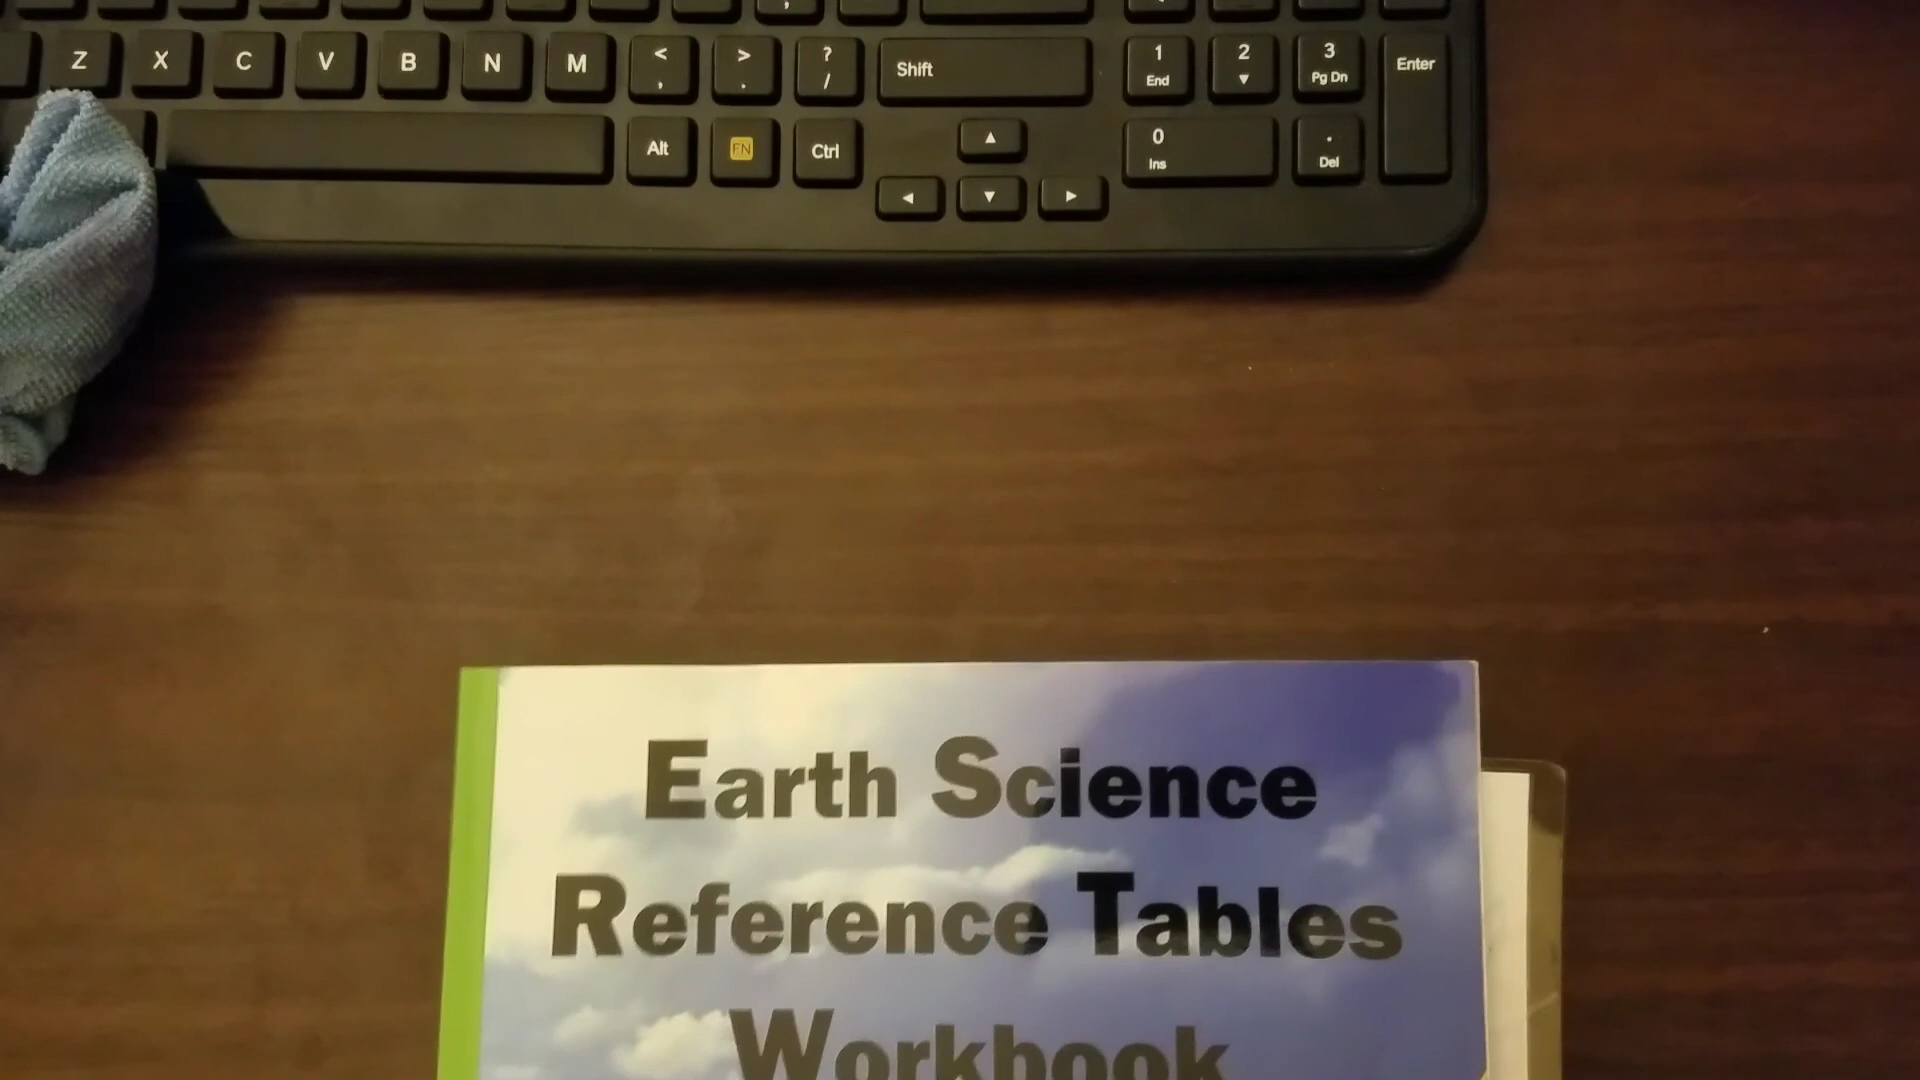 Z X C V B N M < , > . ? / Shift 1 End 2 3 Pg Dn Enter
Alt FN Ctrl 0 Ins . Del
Earth Science
Reference Tables
Workbook